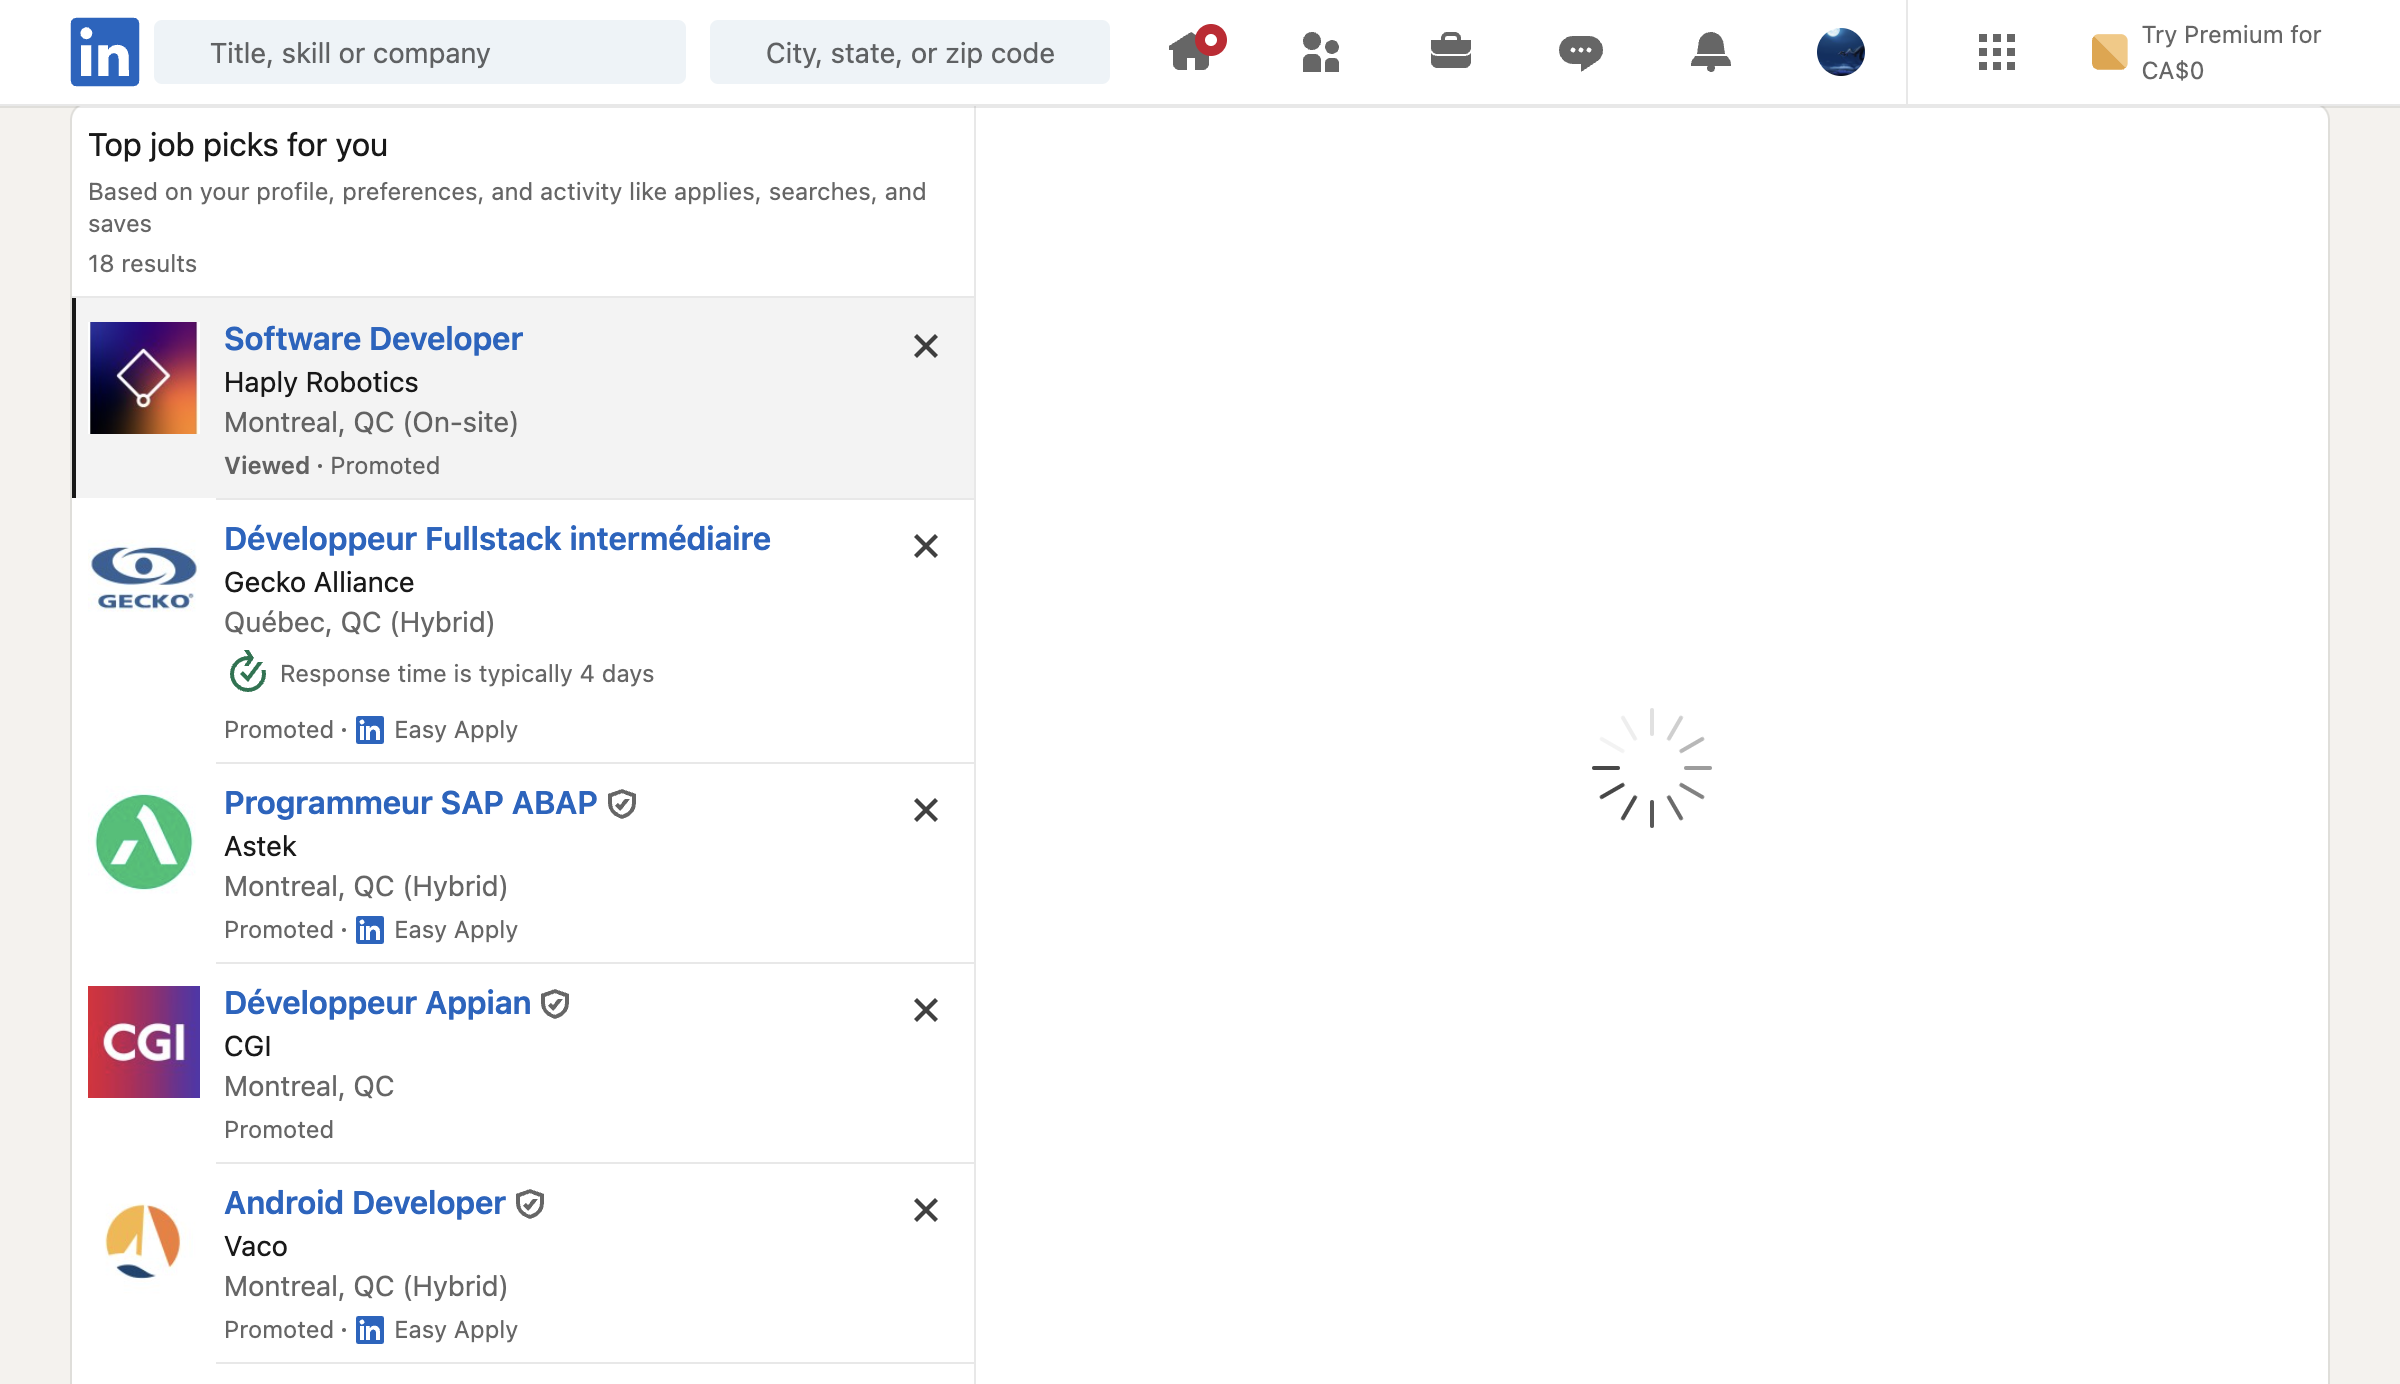 in
Title, skill or company
City, state, or zip code
Try Premium for
CA$0
Top job picks for you
Based on your profile, preferences, and activity like applies, searches, and
saves
18 results
Software Developer
Haply Robotics
Montreal, QC (On-site)
Viewed · Promoted
GECKO
Développeur Fullstack intermédiaire
Gecko Alliance
Québec, QC (Hybrid)
Response time is typically 4 days
Promoted · in Easy Apply
Programmeur SAP ABAP
Astek
Montreal, QC (Hybrid)
Promoted · in Easy Apply
CGI
Développeur Appian
CGI
Montreal, QC
Promoted
Android Developer
Vaco
Montreal, QC (Hybrid)
Promoted · in Easy Apply